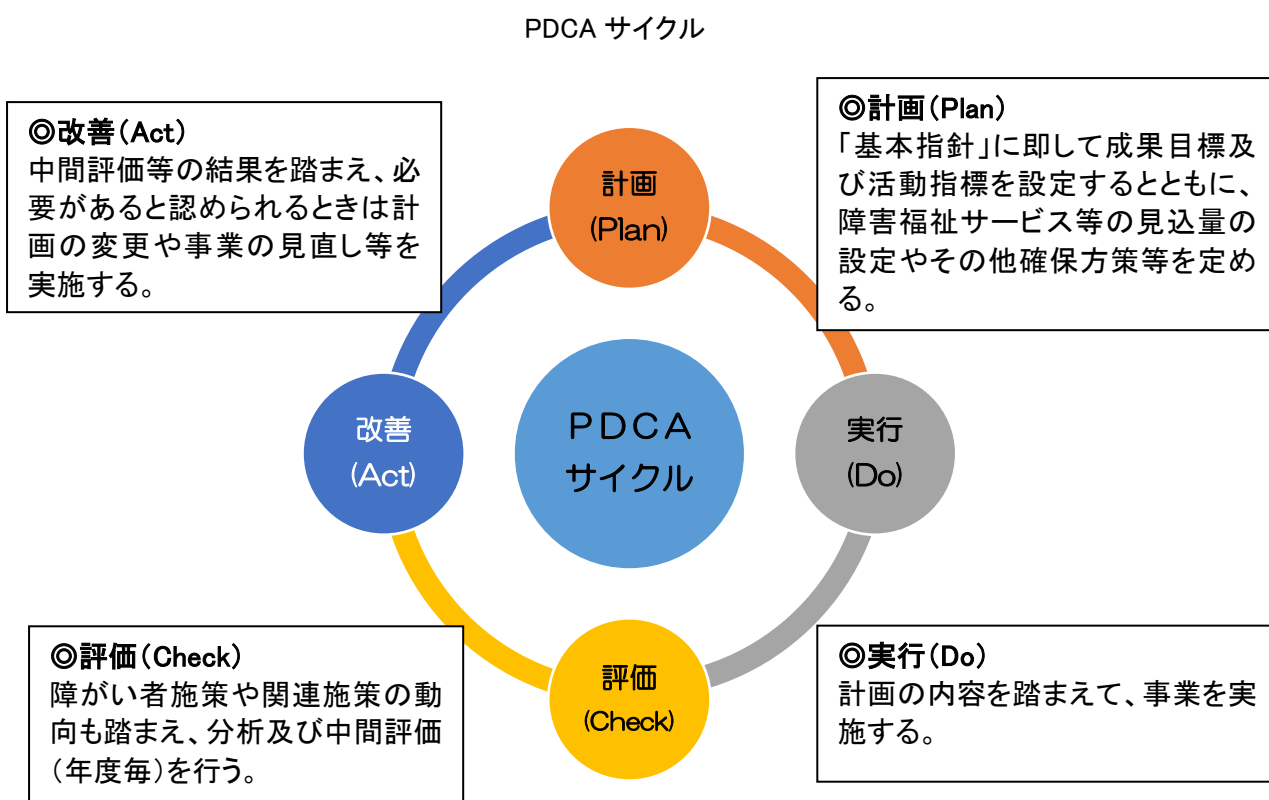 PDCA サイクル
◎改善(Act)
中間評価等の結果を踏まえ、必
要があると認められるときは計
画の変更や事業の見直し等を
実施する。
◎計画(Plan)
「基本指針」に即して成果目標及
び活動指標を設定するとともに、
障害福祉サービス等の見込量の
設定やその他確保方策等を定め
る。
計画
(Plan)
改善
(Act)
PDCA
サイクル
実行
(Do)
評価
(Check)
◎評価(Check)
障がい者施策や関連施策の動
向も踏まえ、分析及び中間評価
(年度毎)を行う。
◎実行(Do)
計画の内容を踏まえて、事業を実
施する。